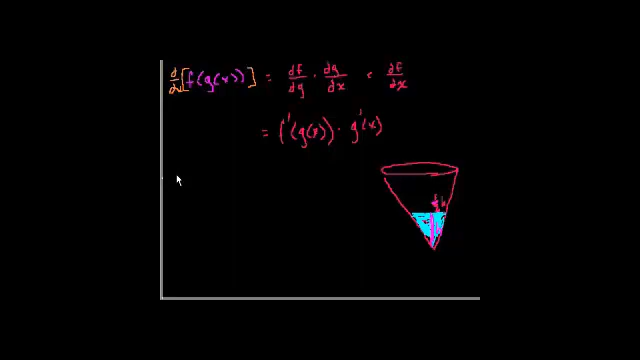 d/dx [f(g(x))] = df/dg · dg/dx = df/dx
= f'(g(x)) · g'(x)
h